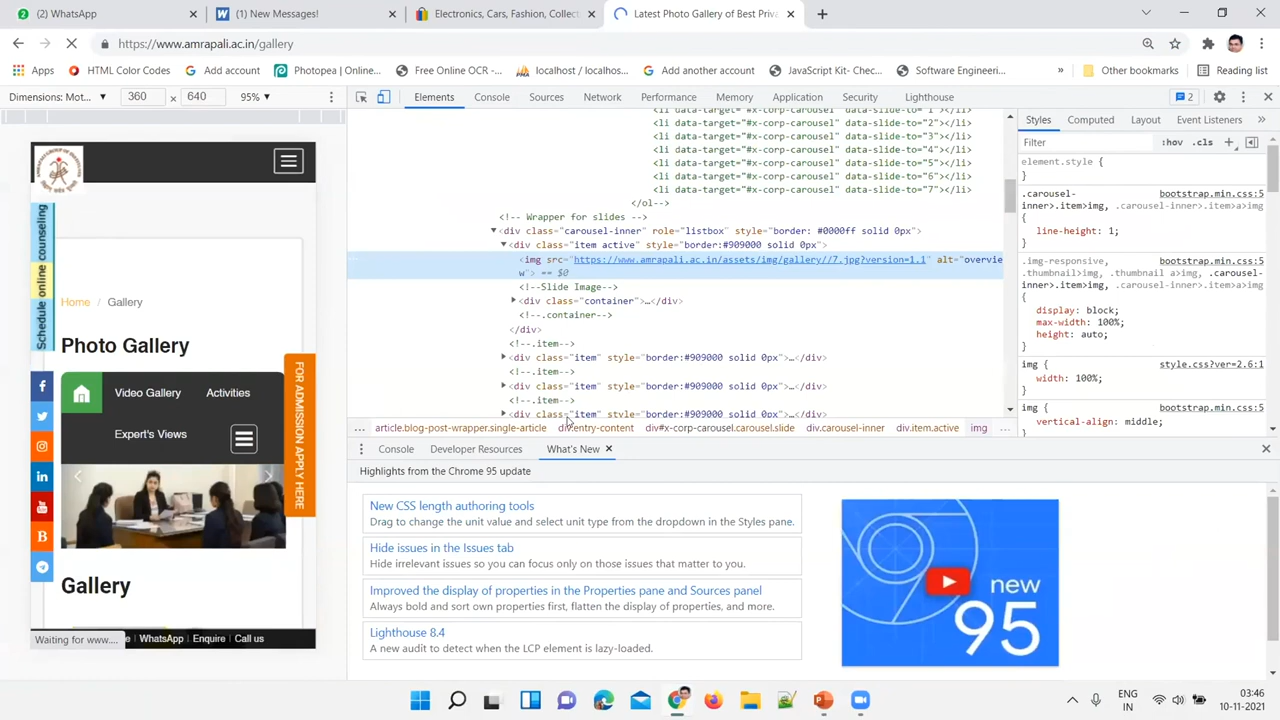 (2) WhatsApp
(1) New Messages!
Electronics, Cars, Fashion, Collect
Latest Photo Gallery of Best Priva
https://www.amrapali.ac.in/gallery
Apps
HTML Color Codes
Add account
Photopea | Online...
Free Online OCR -...
localhost / localhos...
Add another account
JavaScript Kit- Chec...
Software Engineeri...
»
Other bookmarks
Reading list
Dimensions: Mot...
360
×
640
95%
Elements
Console
Sources
Network
Performance
Memory
Application
Security
Lighthouse
2
<li data-target="#x-corp-carousel" data-slide-to="1"></li>
<li data-target="#x-corp-carousel" data-slide-to="2"></li>
<li data-target="#x-corp-carousel" data-slide-to="3"></li>
<li data-target="#x-corp-carousel" data-slide-to="4"></li>
<li data-target="#x-corp-carousel" data-slide-to="5"></li>
<li data-target="#x-corp-carousel" data-slide-to="6"></li>
<li data-target="#x-corp-carousel" data-slide-to="7"></li>
</ol-->
<!-- Wrapper for slides -->
<div class="carousel-inner" role="listbox" style="border: #0000ff solid 0px">
<div class="item active" style="border:#909000 solid 0px">
<img src="https://www.amrapali.ac.in/assets/img/gallery//7.jpg?version=1.1" alt="overvie
w"> == $0
<!--Slide Image-->
<div class="container">…</div>
<!--.container-->
</div>
<!--.item-->
<div class="item" style="border:#909000 solid 0px">…</div>
<!--.item-->
<div class="item" style="border:#909000 solid 0px">…</div>
<!--.item-->
<div class="item" style="border:#909000 solid 0px">…</div>
... article.blog-post-wrapper.single-article div.entry-content div#x-corp-carousel.carousel.slide div.carousel-inner div.item.active img ...
Styles
Computed
Layout
Event Listeners
»
Filter
:hov .cls +
element.style {
}
.carousel- bootstrap.min.css:5
inner>.item>img, .carousel-inner>.item>a>img
{
line-height: 1;
}
.img-responsive, bootstrap.min.css:5
.thumbnail>img, .thumbnail a>img, .carousel-
inner>.item>img, .carousel-inner>.item>a>img
{
display: block;
max-width: 100%;
height: auto;
}
img { style.css?ver=2.6:1
width: 100%;
}
img { bootstrap.min.css:5
vertical-align: middle;
Schedule online counseling
Home / Gallery
Photo Gallery
Video Gallery
Activities
Expert's Views
FOR ADMISSION APPLY HERE
Gallery
Waiting for www....
e | WhatsApp | Enquire | Call us
Console
Developer Resources
What's New
Highlights from the Chrome 95 update
New CSS length authoring tools
Drag to change the unit value and select unit type from the dropdown in the Styles pane.
Hide issues in the Issues tab
Hide irrelevant issues so you can focus only on those issues that matter to you.
Improved the display of properties in the Properties pane and Sources panel
Always bold and sort own properties first, flatten the display of properties, and more.
Lighthouse 8.4
A new audit to detect when the LCP element is lazy-loaded.
new
95
ENG
IN
03:46
10-11-2021